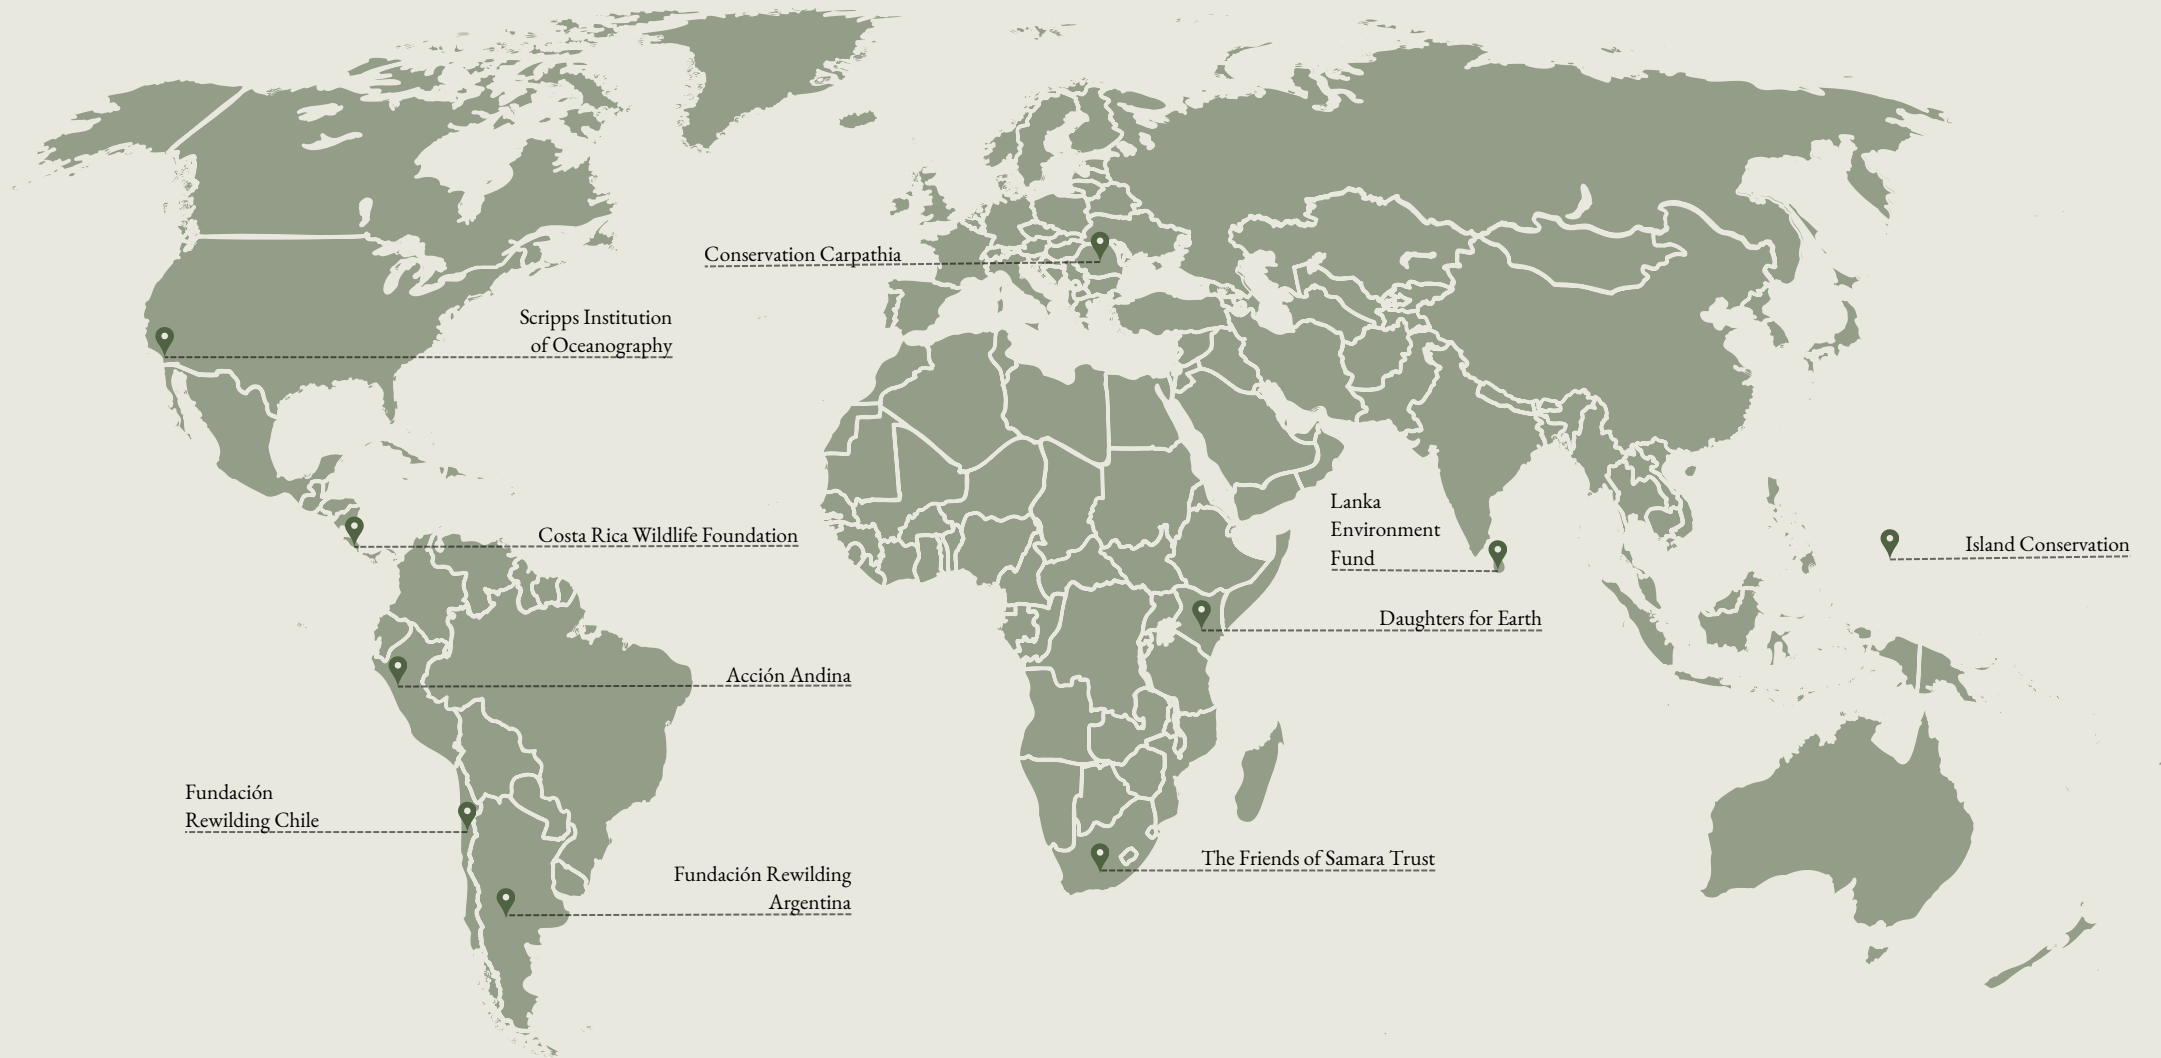 Conservation Carpathia
Scripps Institution
of Oceanography
Lanka
Environment
Fund
Costa Rica Wildlife Foundation
Island Conservation
Daughters for Earth
Acción Andina
Fundación
Rewilding Chile
The Friends of Samara Trust
Fundación Rewilding
Argentina